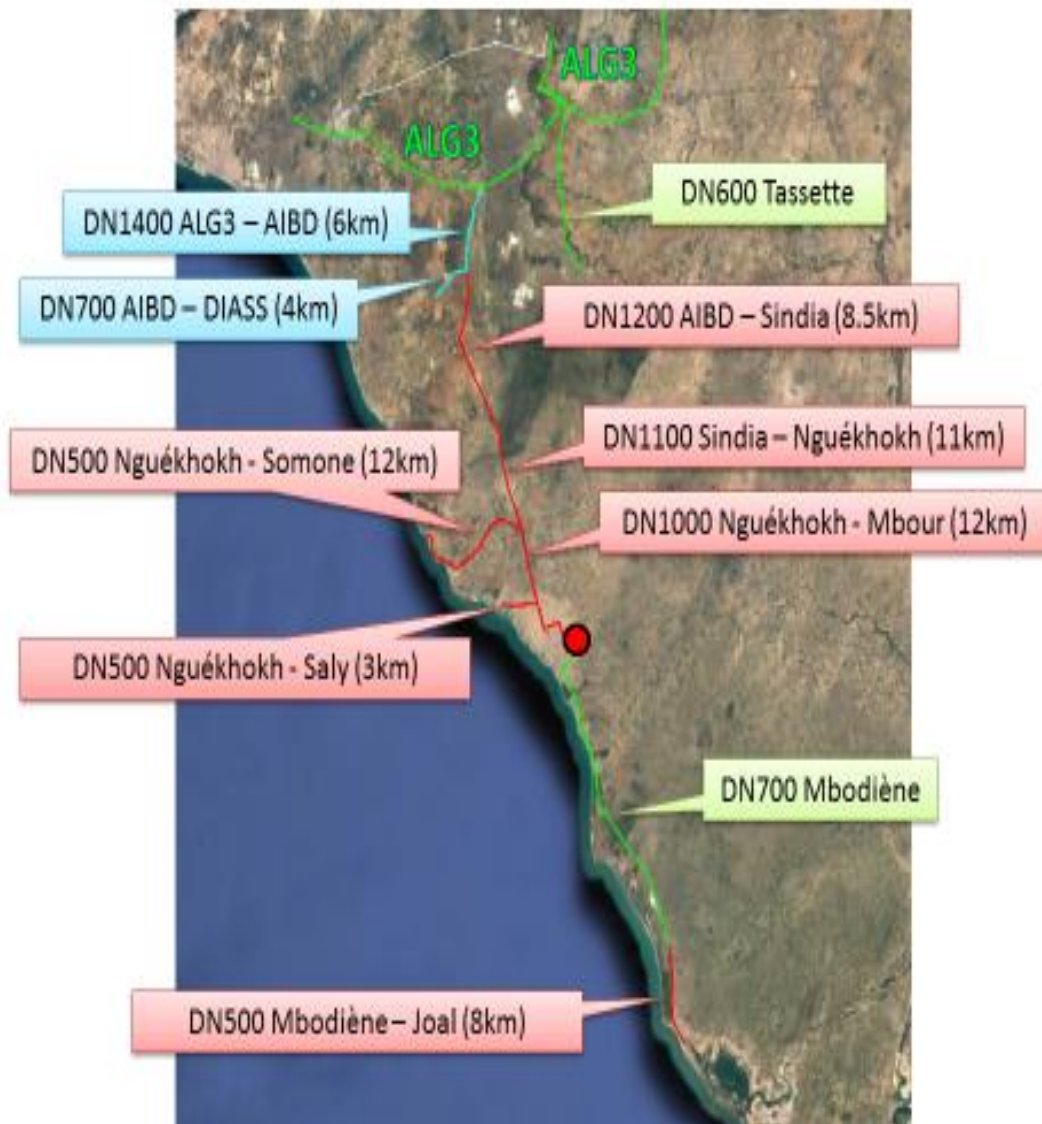 ALG3
ALG3
DN600 Tassette
DN1400 ALG3 – AIBD (6km)
DN700 AIBD – DIASS (4km)
DN1200 AIBD – Sindia (8.5km)
DN1100 Sindia – Nguékhokh (11km)
DN500 Nguékhokh - Somone (12km)
DN1000 Nguékhokh - Mbour (12km)
DN500 Nguékhokh - Saly (3km)
DN700 Mbodiène
DN500 Mbodiène – Joal (8km)